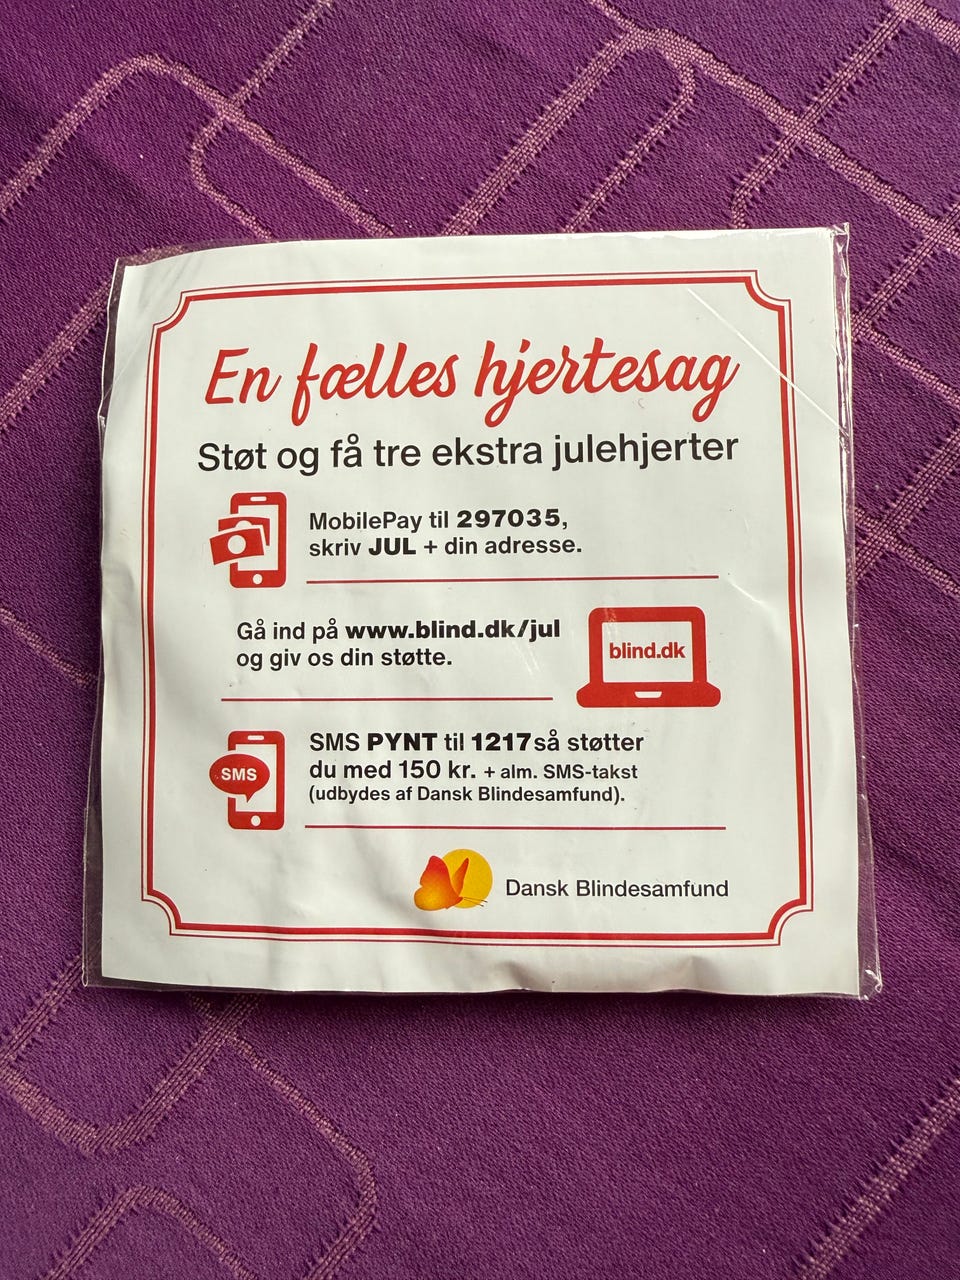 En fælles hjertesag
Støt og få tre ekstra julehjerter
MobilePay til 297035,
skriv JUL + din adresse.
Gå ind på www.blind.dk/jul
og giv os din støtte.
blind.dk
SMS PYNT til 1217 så støtter
du med 150 kr. + alm. SMS-takst
(udbydes af Dansk Blindesamfund).
SMS
Dansk Blindesamfund